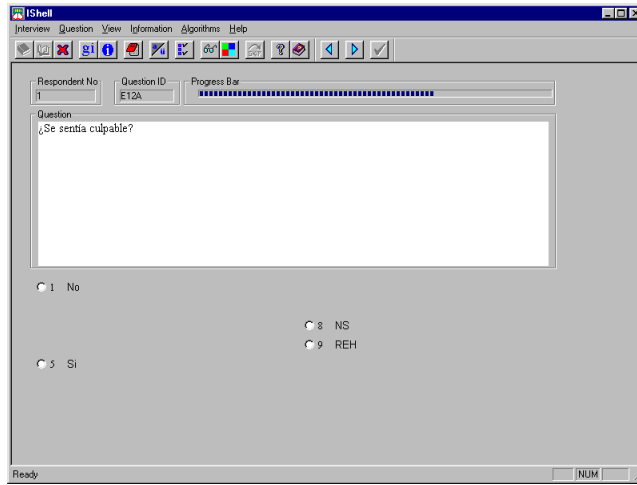 IShell
Interview Question View Information Algorithms Help
gi
SKIP
Respondent No
1
Question ID
E12A
Progress Bar
Question
¿Se sentía culpable?
1 No
8 NS
9 REH
5 Si
Ready
NUM